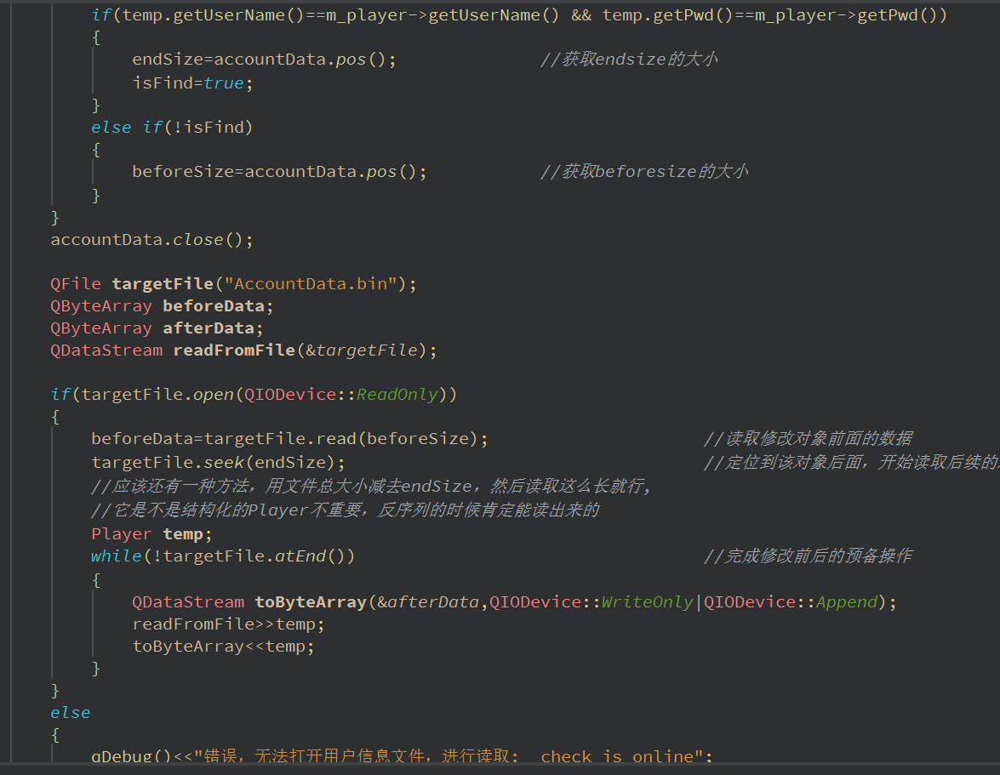 if(temp.getUserName()==m_player->getUserName() && temp.getPwd()==m_player->getPwd())
{
endSize=accountData.pos(); //获取endsize的大小
isFind=true;
}
else if(!isFind)
{
beforeSize=accountData.pos(); //获取beforesize的大小
}
}
accountData.close();
QFile targetFile("AccountData.bin");
QByteArray beforeData;
QByteArray afterData;
QDataStream readFromFile(&targetFile);
if(targetFile.open(QIODevice::ReadOnly))
{
beforeData=targetFile.read(beforeSize); //读取修改对象前面的数据
targetFile.seek(endSize); //定位到该对象后面，开始读取后续的
//应该还有一种方法，用文件总大小减去endSize，然后读取这么长就行，
//它是不是结构化的Player不重要，反序列的时候肯定能读出来的
Player temp;
while(!targetFile.atEnd()) //完成修改前后的预备操作
{
QDataStream toByteArray(&afterData,QIODevice::WriteOnly|QIODevice::Append);
readFromFile>>temp;
toByteArray<<temp;
}
}
else
{
qDebug()<<"错误，无法打开用户信息文件，进行读取： check is online";